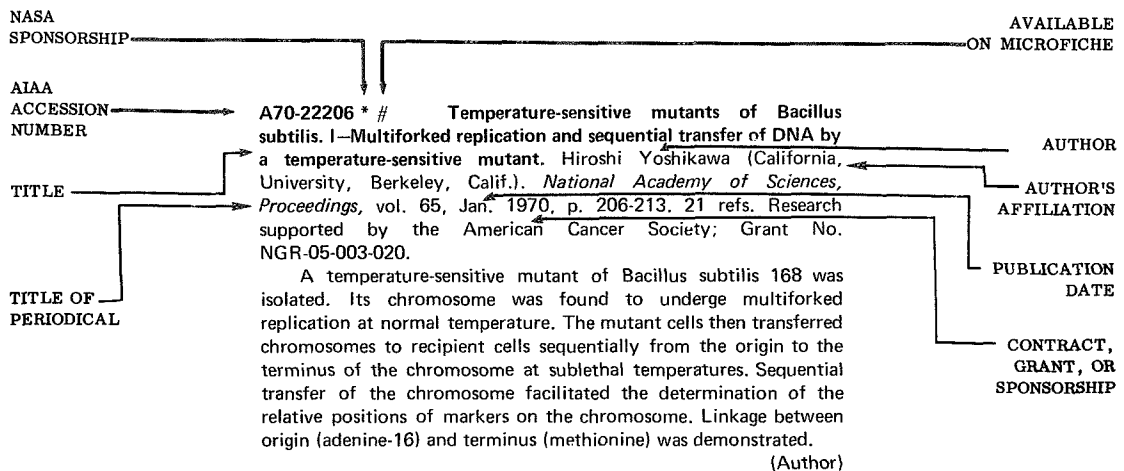 NASA
SPONSORSHIP
AVAILABLE
ON MICROFICHE
AIAA
ACCESSION
NUMBER
TITLE
TITLE OF
PERIODICAL
A70-22206 * # Temperature-sensitive mutants of Bacillus
subtilis. I—Multiforked replication and sequential transfer of DNA by
a temperature-sensitive mutant. Hiroshi Yoshikawa (California,
University, Berkeley, Calif.). National Academy of Sciences,
Proceedings, vol. 65, Jan. 1970, p. 206-213. 21 refs. Research
supported by the American Cancer Society; Grant No.
NGR-05-003-020.
A temperature-sensitive mutant of Bacillus subtilis 168 was
isolated. Its chromosome was found to underge multiforked
replication at normal temperature. The mutant cells then transferred
chromosomes to recipient cells sequentially from the origin to the
terminus of the chromosome at sublethal temperatures. Sequential
transfer of the chromosome facilitated the determination of the
relative positions of markers on the chromosome. Linkage between
origin (adenine-16) and terminus (methionine) was demonstrated.
(Author)
AUTHOR
AUTHOR'S
AFFILIATION
PUBLICATION
DATE
CONTRACT,
GRANT, OR
SPONSORSHIP